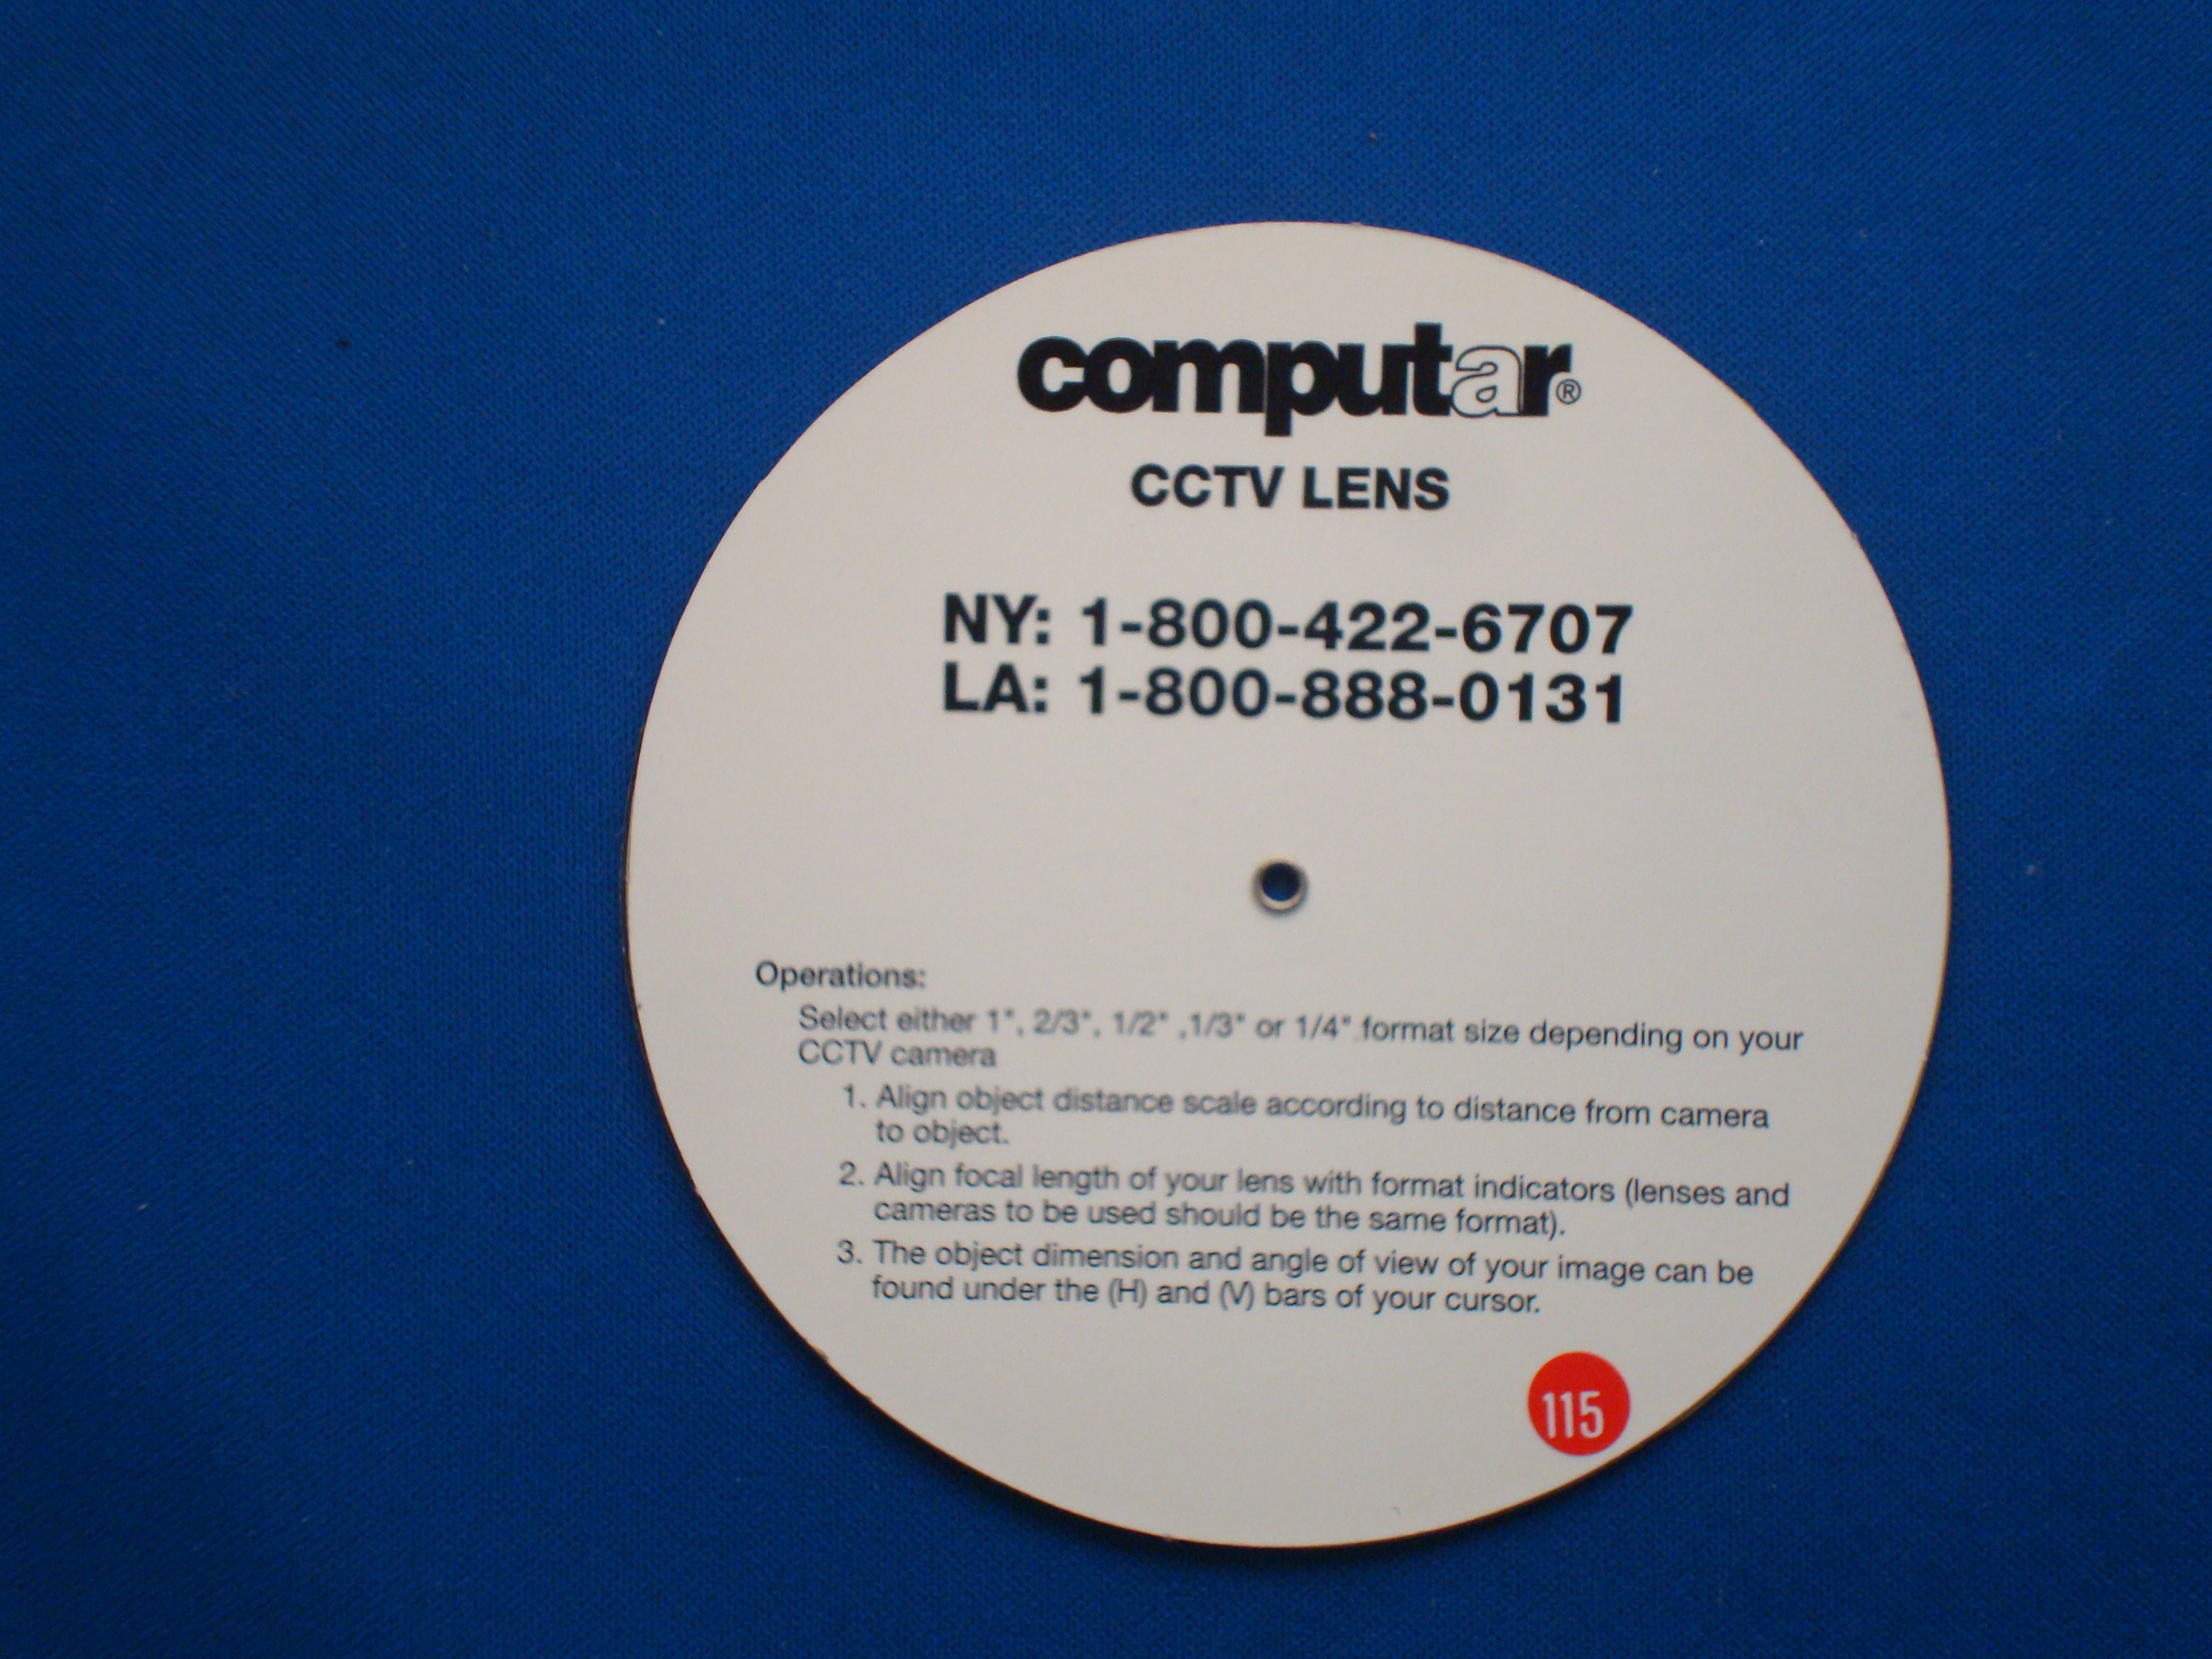 computar®
CCTV LENS
NY: 1-800-422-6707
LA: 1-800-888-0131
Operations:
Select either 1", 2/3", 1/2" ,1/3" or 1/4" format size depending on your
CCTV camera
1. Align object distance scale according to distance from camera
to object.
2. Align focal length of your lens with format indicators (lenses and
cameras to be used should be the same format).
3. The object dimension and angle of view of your image can be
found under the (H) and (V) bars of your cursor.
115